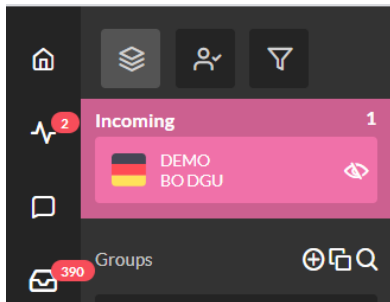 2
Incoming 1
DEMO
BO DGU
Groups
390